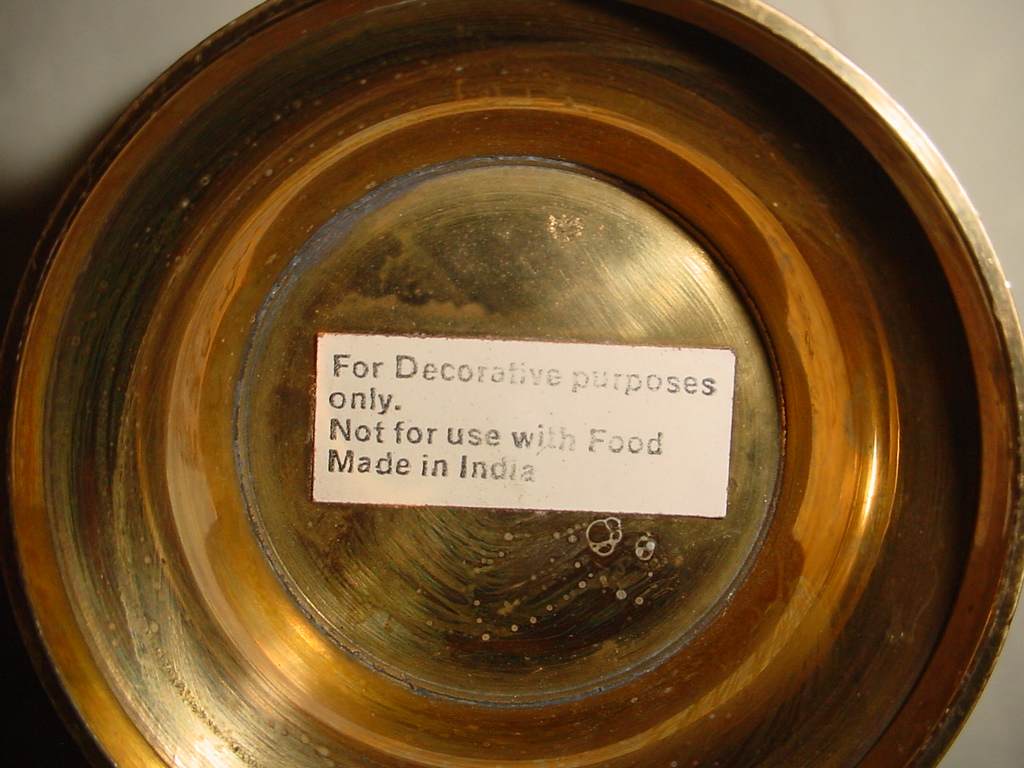 For Decorative purposes
only.
Not for use with Food
Made in India